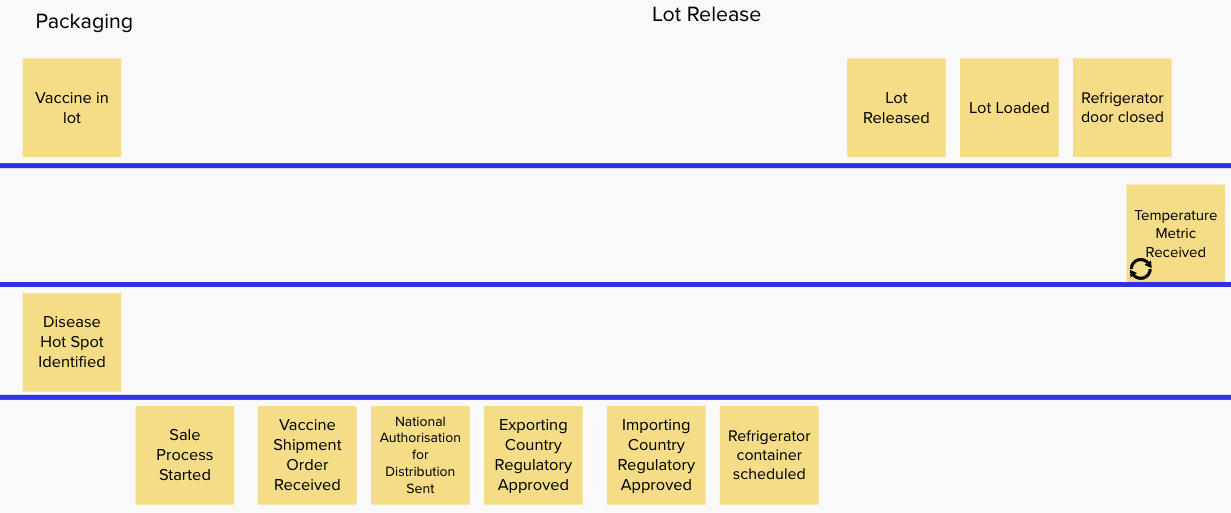 Packaging
Lot Release
Vaccine in
lot
Lot
Released
Lot Loaded
Refrigerator
door closed
Temperature
Metric
Received
Disease
Hot Spot
Identified
Sale
Process
Started
Vaccine
Shipment
Order
Received
National
Authorisation
for
Distribution
Sent
Exporting
Country
Regulatory
Approved
Importing
Country
Regulatory
Approved
Refrigerator
container
scheduled